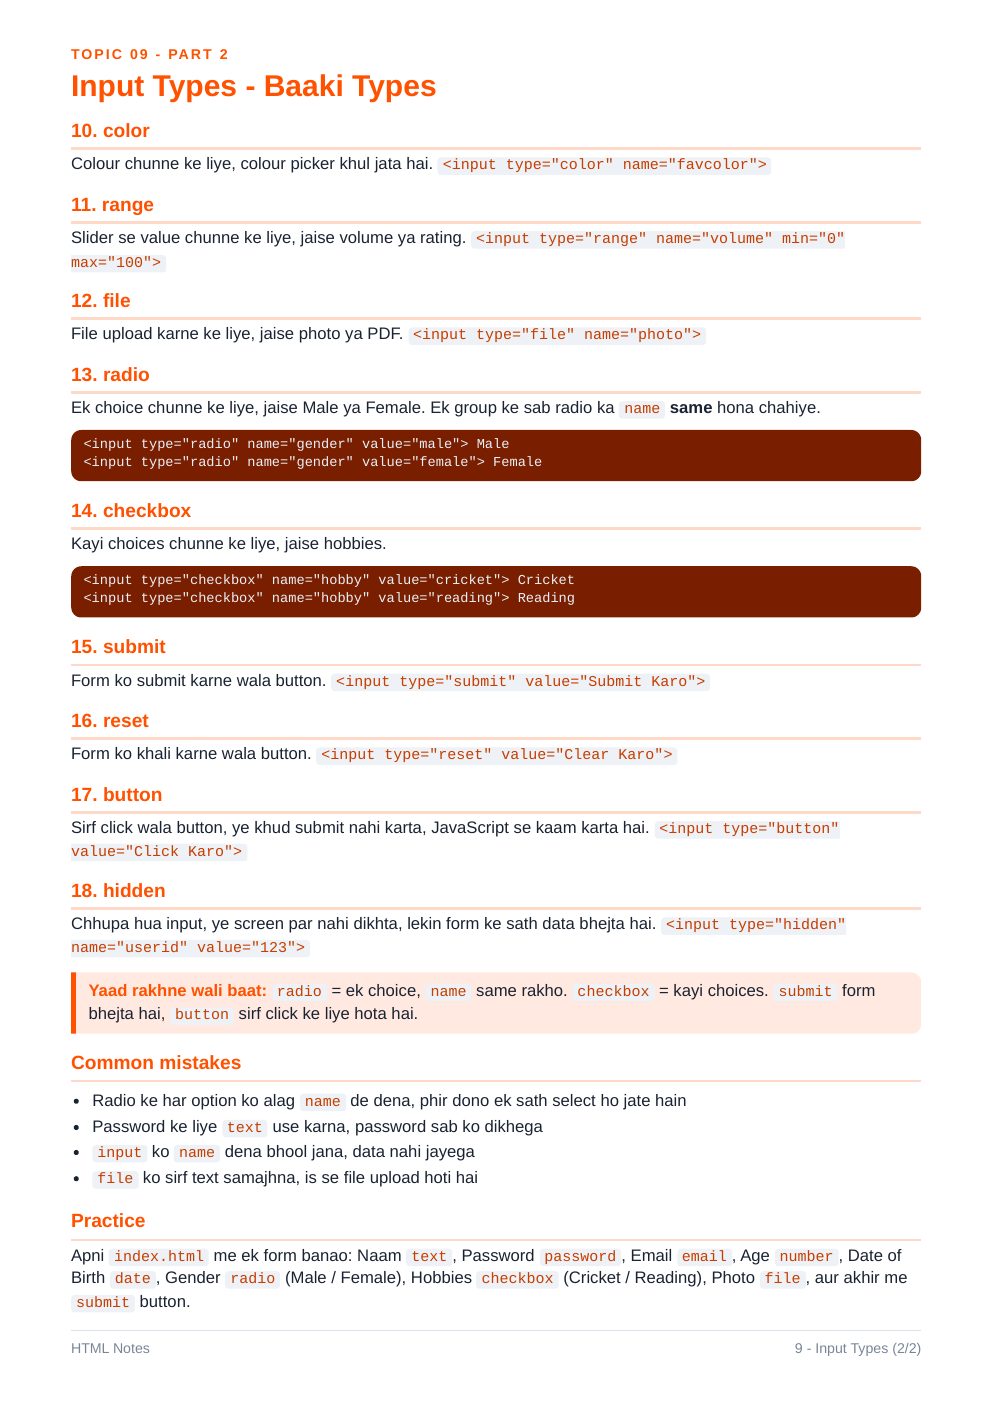 TOPIC 09 - PART 2
Input Types - Baaki Types
10. color
Colour chunne ke liye, colour picker khul jata hai. <input type="color" name="favcolor">
11. range
Slider se value chunne ke liye, jaise volume ya rating. <input type="range" name="volume" min="0"
max="100">
12. file
File upload karne ke liye, jaise photo ya PDF. <input type="file" name="photo">
13. radio
Ek choice chunne ke liye, jaise Male ya Female. Ek group ke sab radio ka name same hona chahiye.
<input type="radio" name="gender" value="male"> Male
<input type="radio" name="gender" value="female"> Female
14. checkbox
Kayi choices chunne ke liye, jaise hobbies.
<input type="checkbox" name="hobby" value="cricket"> Cricket
<input type="checkbox" name="hobby" value="reading"> Reading
15. submit
Form ko submit karne wala button. <input type="submit" value="Submit Karo">
16. reset
Form ko khali karne wala button. <input type="reset" value="Clear Karo">
17. button
Sirf click wala button, ye khud submit nahi karta, JavaScript se kaam karta hai. <input type="button"
value="Click Karo">
18. hidden
Chhupa hua input, ye screen par nahi dikhta, lekin form ke sath data bhejta hai. <input type="hidden"
name="userid" value="123">
Yaad rakhne wali baat: radio = ek choice, name same rakho. checkbox = kayi choices. submit form
bhejta hai, button sirf click ke liye hota hai.
Common mistakes
• Radio ke har option ko alag name de dena, phir dono ek sath select ho jate hain
• Password ke liye text use karna, password sab ko dikhega
• input ko name dena bhool jana, data nahi jayega
• file ko sirf text samajhna, is se file upload hoti hai
Practice
Apni index.html me ek form banao: Naam text, Password password, Email email, Age number, Date of
Birth date, Gender radio (Male / Female), Hobbies checkbox (Cricket / Reading), Photo file, aur akhir me
submit button.
HTML Notes
9 - Input Types (2/2)